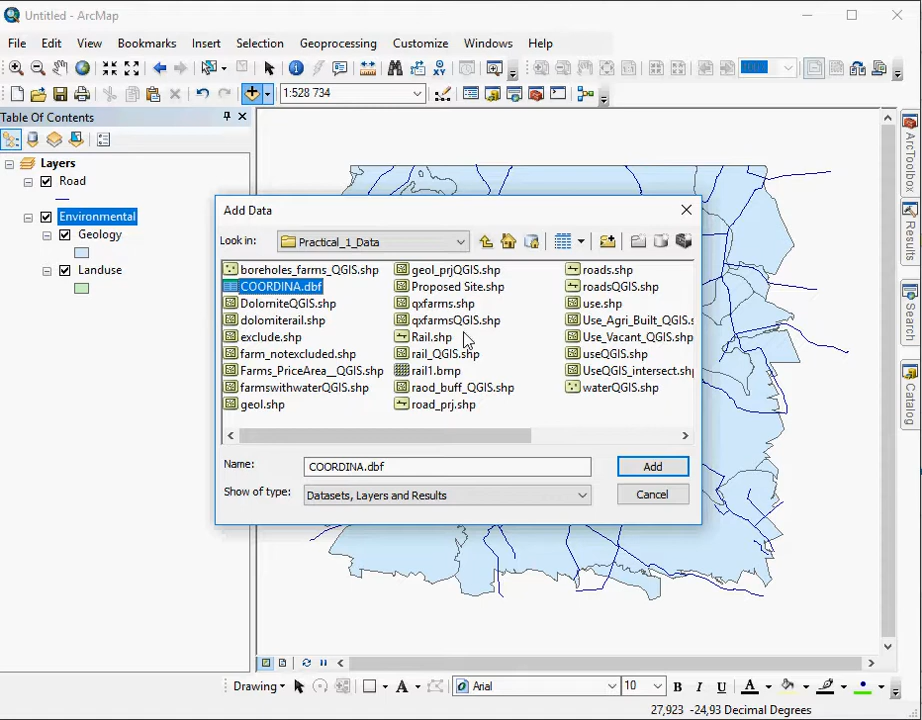 Untitled - ArcMap
File Edit View Bookmarks Insert Selection Geoprocessing Customize Windows Help
1:528 734
Table Of Contents
Layers
Road
Environmental
Geology
Landuse
Add Data
Look in: Practical_1_Data
boreholes_farms_QGIS.shp
COORDINA.dbf
DolomiteQGIS.shp
dolomiterail.shp
exclude.shp
farm_notexcluded.shp
Farms_PriceArea__QGIS.shp
farmswithwaterQGIS.shp
geol.shp
geol_prjQGIS.shp
Proposed Site.shp
qxfarms.shp
qxfarmsQGIS.shp
Rail.shp
rail_QGIS.shp
rail1.bmp
raod_buff_QGIS.shp
road_prj.shp
roads.shp
roadsQGIS.shp
use.shp
Use_Agri_Built_QGIS.s
Use_Vacant_QGIS.shp
useQGIS.shp
UseQGIS_intersect.shp
waterQGIS.shp
Name: COORDINA.dbf
Add
Show of type: Datasets, Layers and Results
Cancel
ArcToolbox
Results
Search
Catalog
Drawing
Arial
10
B I U A
27,923 -24,93 Decimal Degrees